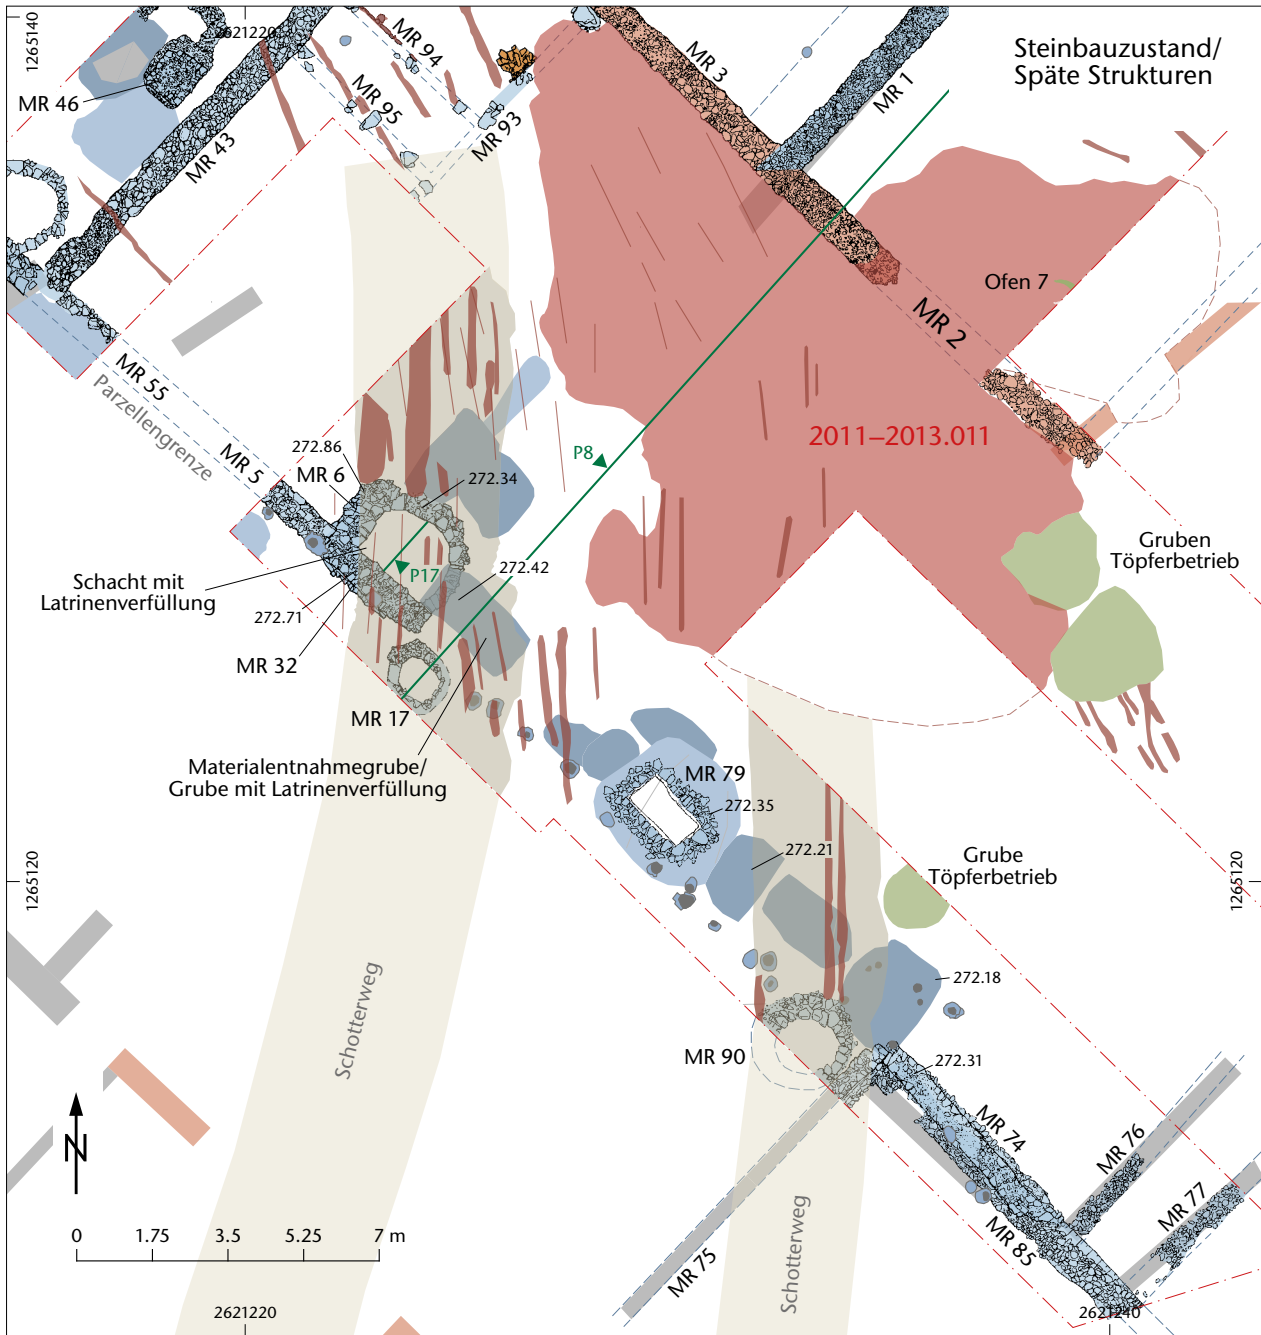 1265140
2621220
Steinbauzustand/
Späte Strukturen
MR 94
MR 3
MR 1
MR 46
MR 95
MR 93
MR 43
Ofen 7
MR 2
MR 55
Parzellengrenze
2011–2013.011
272.86
P8
MR 5
MR 6
272.34
Gruben
Töpferbetrieb
Schacht mit
Latrinenverfüllung
P17
272.42
272.71
MR 32
MR 17
Materialentnahmegrube/
Grube mit Latrinenverfüllung
MR 79
272.35
272.21
Grube
Töpferbetrieb
1265120
1265120
272.18
Schotterweg
MR 90
272.31
MR 74
MR 76
N
MR 77
0 1.75 3.5 5.25 7 m
MR 85
MR 75
Schotterweg
2621220
2621240